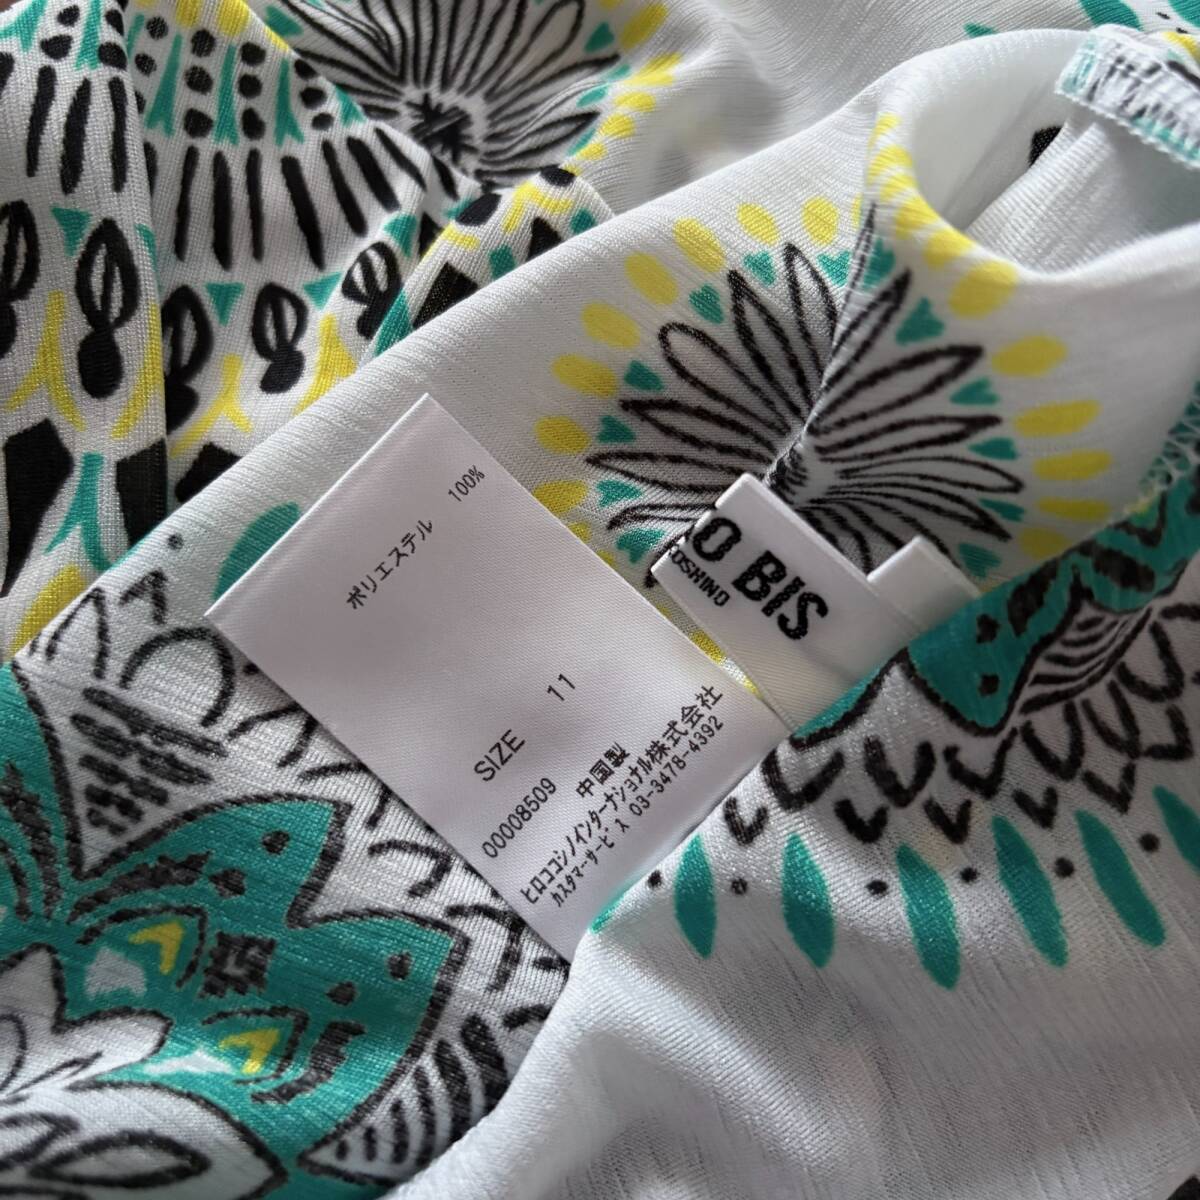 ポリエステル 100%
SIZE 11
00008509 中国製
ヒロココシノインターナショナル株式会社
カスタマーサービス 03-3478-4392
O BIS
OSHINO